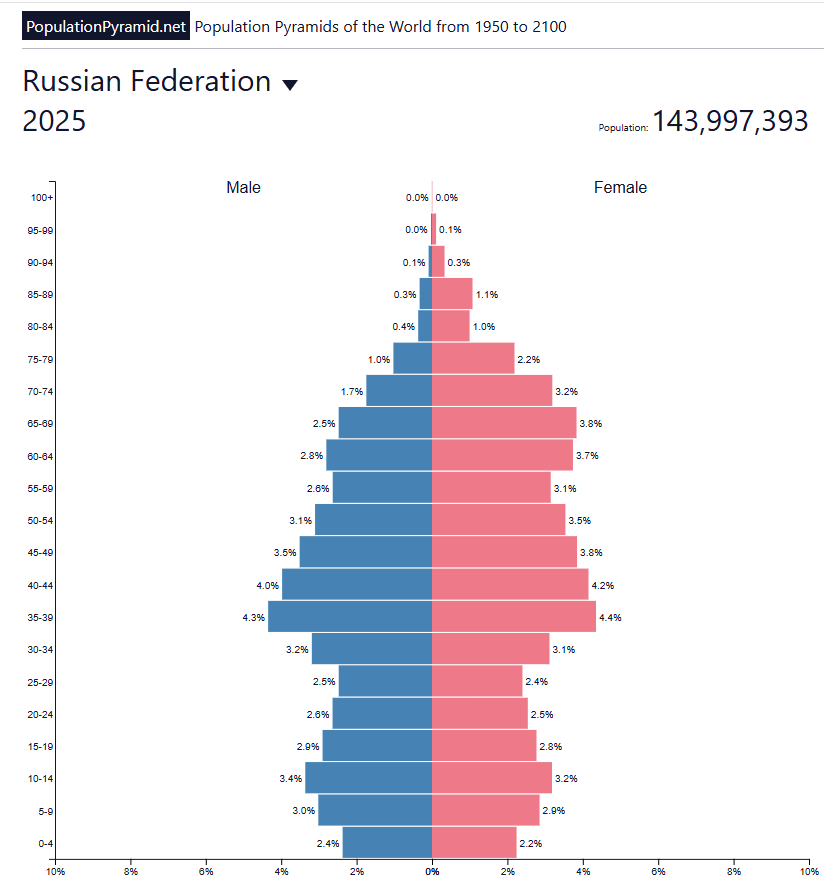 PopulationPyramid.net Population Pyramids of the World from 1950 to 2100
Russian Federation
2025
Population: 143,997,393
Male Female
100+ 0.0% 0.0%
95-99 0.0% 0.1%
90-94 0.1% 0.3%
85-89 0.3% 1.1%
80-84 0.4% 1.0%
75-79 1.0% 2.2%
70-74 1.7% 3.2%
65-69 2.5% 3.8%
60-64 2.8% 3.7%
55-59 2.6% 3.1%
50-54 3.1% 3.5%
45-49 3.5% 3.8%
40-44 4.0% 4.2%
35-39 4.3% 4.4%
30-34 3.2% 3.1%
25-29 2.5% 2.4%
20-24 2.6% 2.5%
15-19 2.9% 2.8%
10-14 3.4% 3.2%
5-9 3.0% 2.9%
0-4 2.4% 2.2%
10% 8% 6% 4% 2% 0% 2% 4% 6% 8% 10%